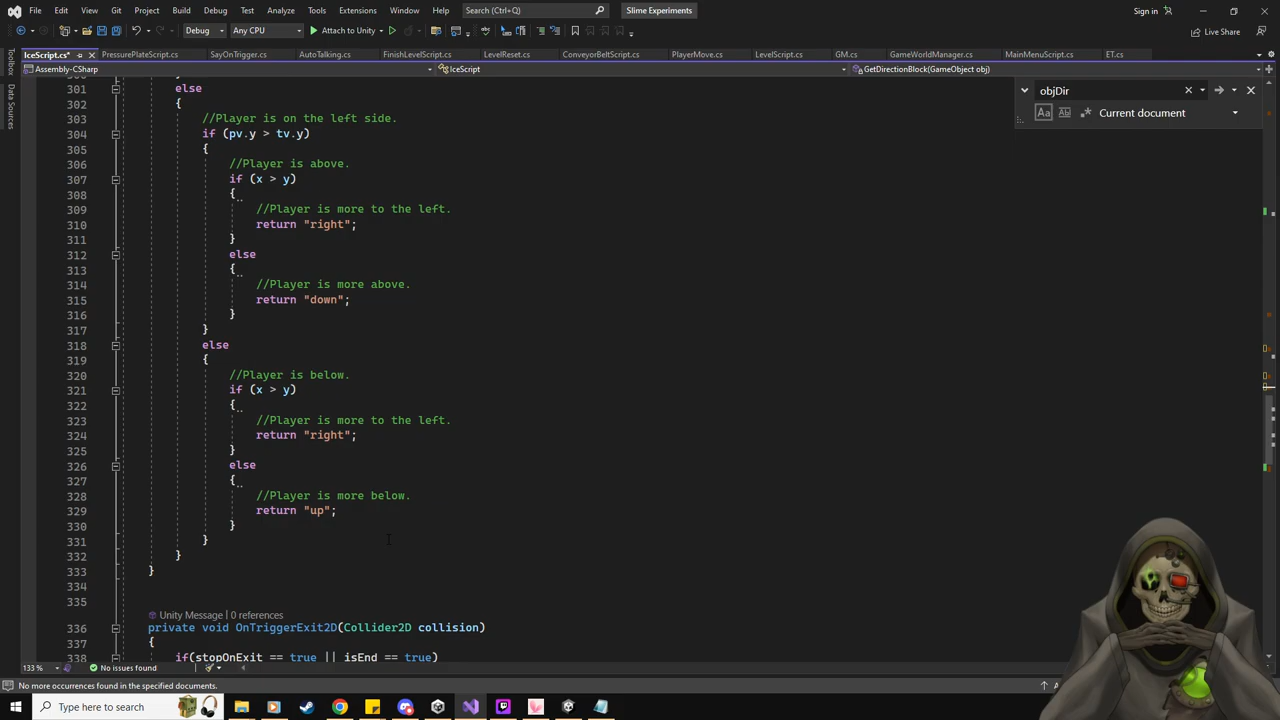 File Edit View Git Project Build Debug Test Analyze Tools Extensions Window Help Search (Ctrl+Q) Slime Experiments Sign in
Debug Any CPU Attach to Unity Live Share
IceScript.cs* PressurePlateScript.cs SayOnTrigger.cs AutoTalking.cs FinishLevelScript.cs LevelReset.cs ConveyorBeltScript.cs PlayerMove.cs LevelScript.cs GM.cs GameWorldManager.cs MainMenuScript.cs ET.cs
Assembly-CSharp IceScript GetDirectionBlock(GameObject obj)
Toolbox
Data Sources
objDir
Aa Ab Current document
301 else
302 {
303 //Player is on the left side.
304 if (pv.y > tv.y)
305 {
306 //Player is above.
307 if (x > y)
308 {
309 //Player is more to the left.
310 return "right";
311 }
312 else
313 {
314 //Player is more above.
315 return "down";
316 }
317 }
318 else
319 {
320 //Player is below.
321 if (x > y)
322 {
323 //Player is more to the left.
324 return "right";
325 }
326 else
327 {
328 //Player is more below.
329 return "up";
330 }
331 }
332 }
333 }
334
335
Unity Message | 0 references
336 private void OnTriggerExit2D(Collider2D collision)
337 {
338 if(stopOnExit == true || isEnd == true)
133 % No issues found
No more occurrences found in the specified documents.
Type here to search